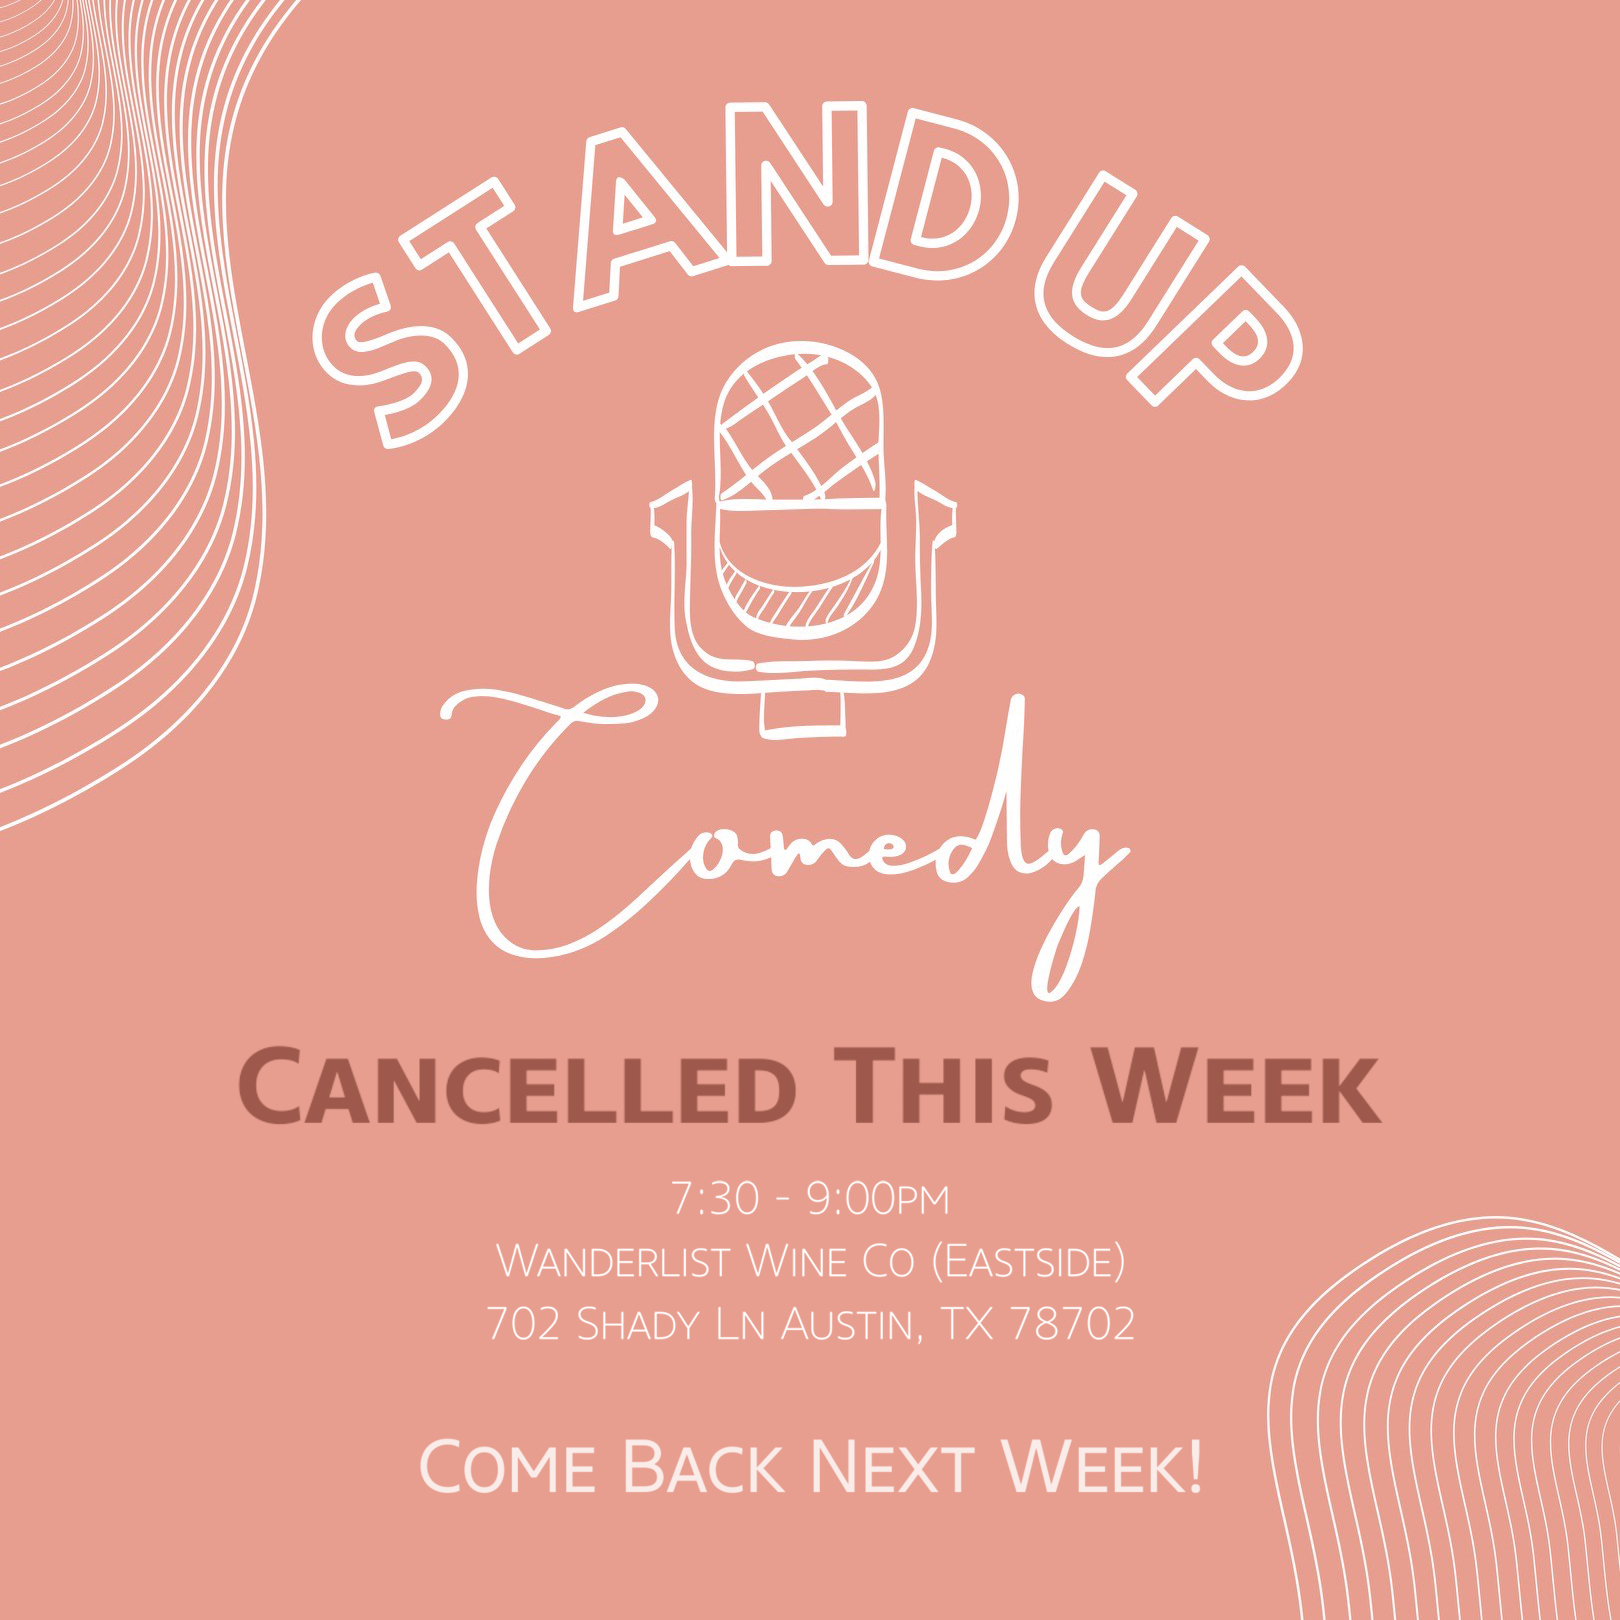 STAND UP
Comedy
CANCELLED THIS WEEK
7:30 - 9:00PM
WANDERLIST WINE CO (EASTSIDE)
702 SHADY LN AUSTIN, TX 78702
COME BACK NEXT WEEK!